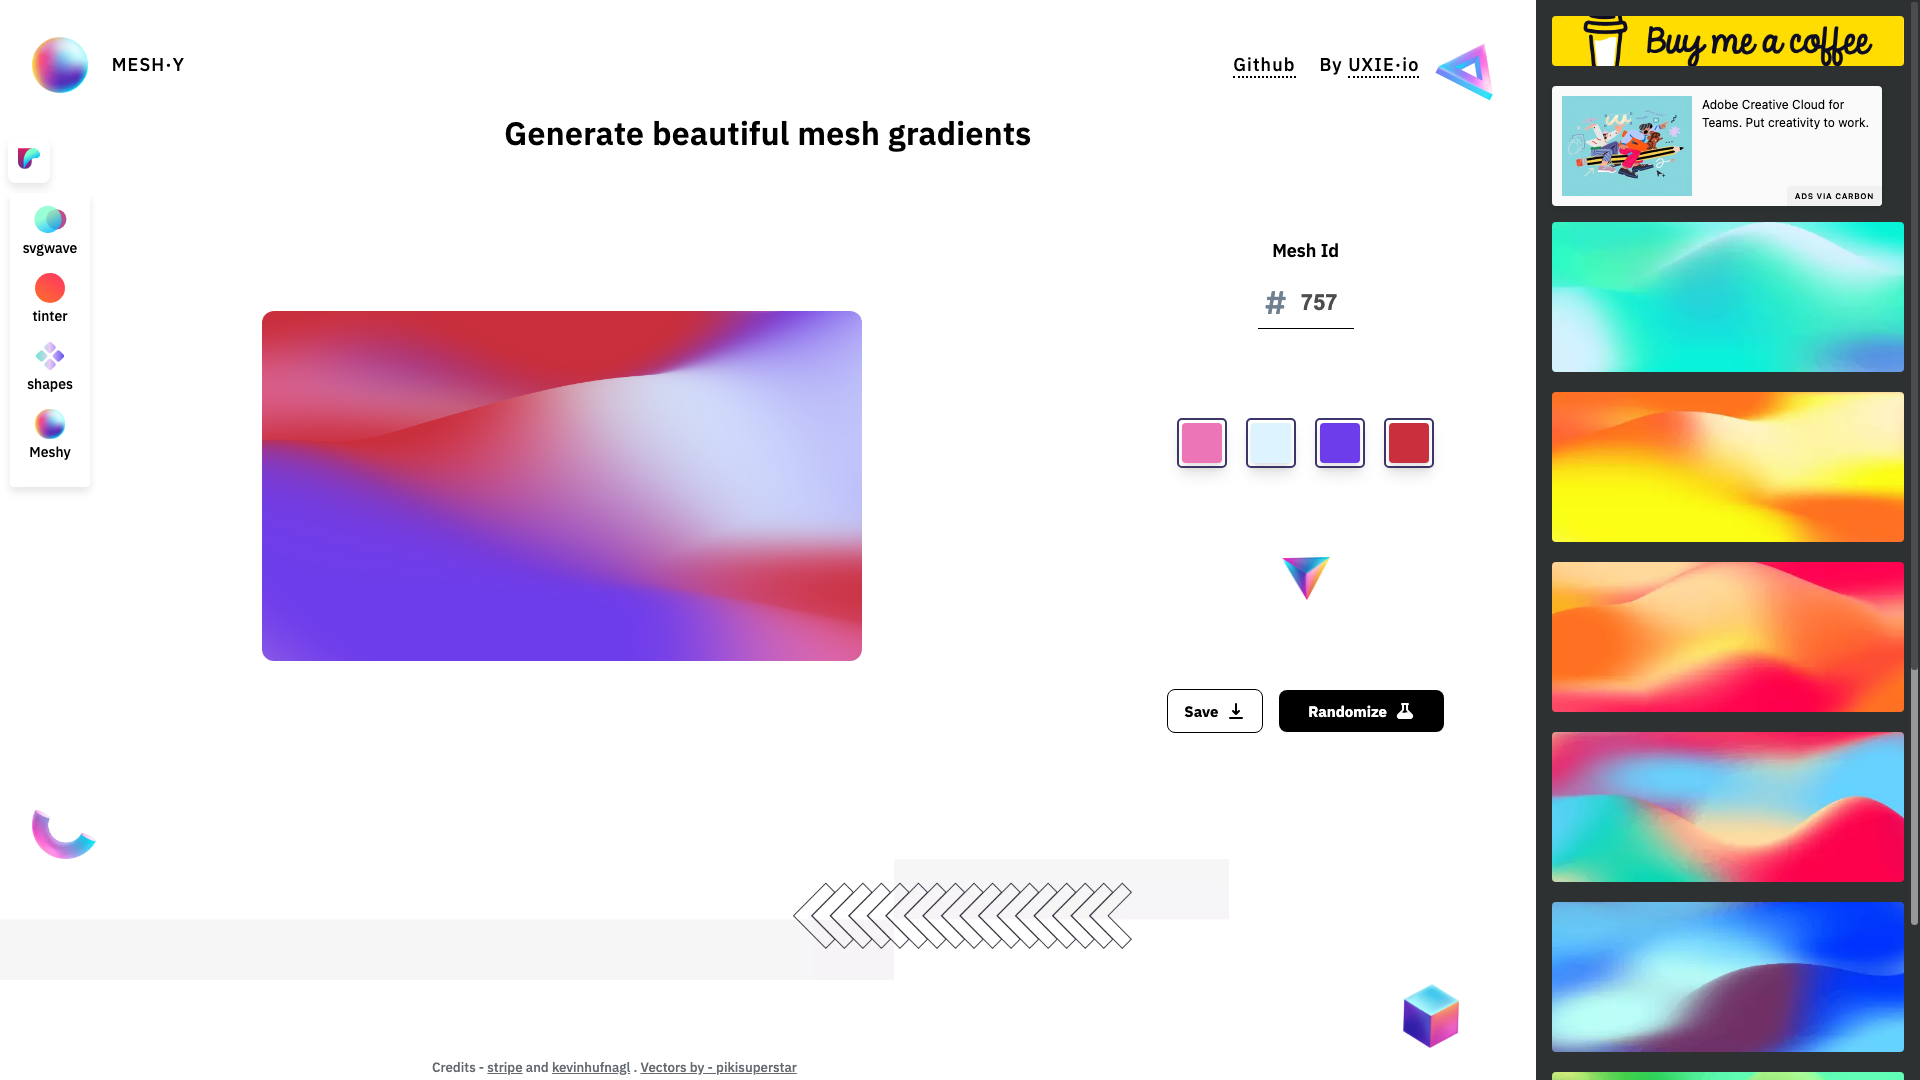 MESH·Y
Github
By UXIE·io
Generate beautiful mesh gradients
svgwave
tinter
shapes
Meshy
Mesh Id
# 757
Save
Randomize
Credits - stripe and kevinhufnagl . Vectors by - pikisuperstar
Buy me a coffee
Adobe Creative Cloud for
Teams. Put creativity to work.
ADS VIA CARBON